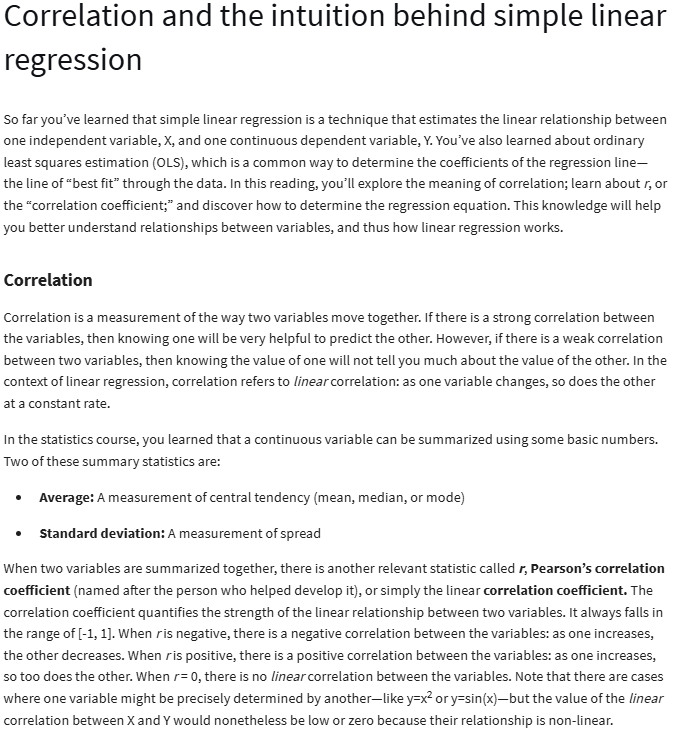 Correlation and the intuition behind simple linear
regression
So far you've learned that simple linear regression is a technique that estimates the linear relationship between
one independent variable, X, and one continuous dependent variable, Y. You've also learned about ordinary
least squares estimation (OLS), which is a common way to determine the coefficients of the regression line—
the line of “best fit” through the data. In this reading, you'll explore the meaning of correlation; learn about r, or
the “correlation coefficient;” and discover how to determine the regression equation. This knowledge will help
you better understand relationships between variables, and thus how linear regression works.
Correlation
Correlation is a measurement of the way two variables move together. If there is a strong correlation between
the variables, then knowing one will be very helpful to predict the other. However, if there is a weak correlation
between two variables, then knowing the value of one will not tell you much about the value of the other. In the
context of linear regression, correlation refers to linear correlation: as one variable changes, so does the other
at a constant rate.
In the statistics course, you learned that a continuous variable can be summarized using some basic numbers.
Two of these summary statistics are:
• Average: A measurement of central tendency (mean, median, or mode)
• Standard deviation: A measurement of spread
When two variables are summarized together, there is another relevant statistic called r, Pearson's correlation
coefficient (named after the person who helped develop it), or simply the linear correlation coefficient. The
correlation coefficient quantifies the strength of the linear relationship between two variables. It always falls in
the range of [-1, 1]. When r is negative, there is a negative correlation between the variables: as one increases,
the other decreases. When r is positive, there is a positive correlation between the variables: as one increases,
so too does the other. When r = 0, there is no linear correlation between the variables. Note that there are cases
where one variable might be precisely determined by another—like y=x² or y=sin(x)—but the value of the linear
correlation between X and Y would nonetheless be low or zero because their relationship is non-linear.